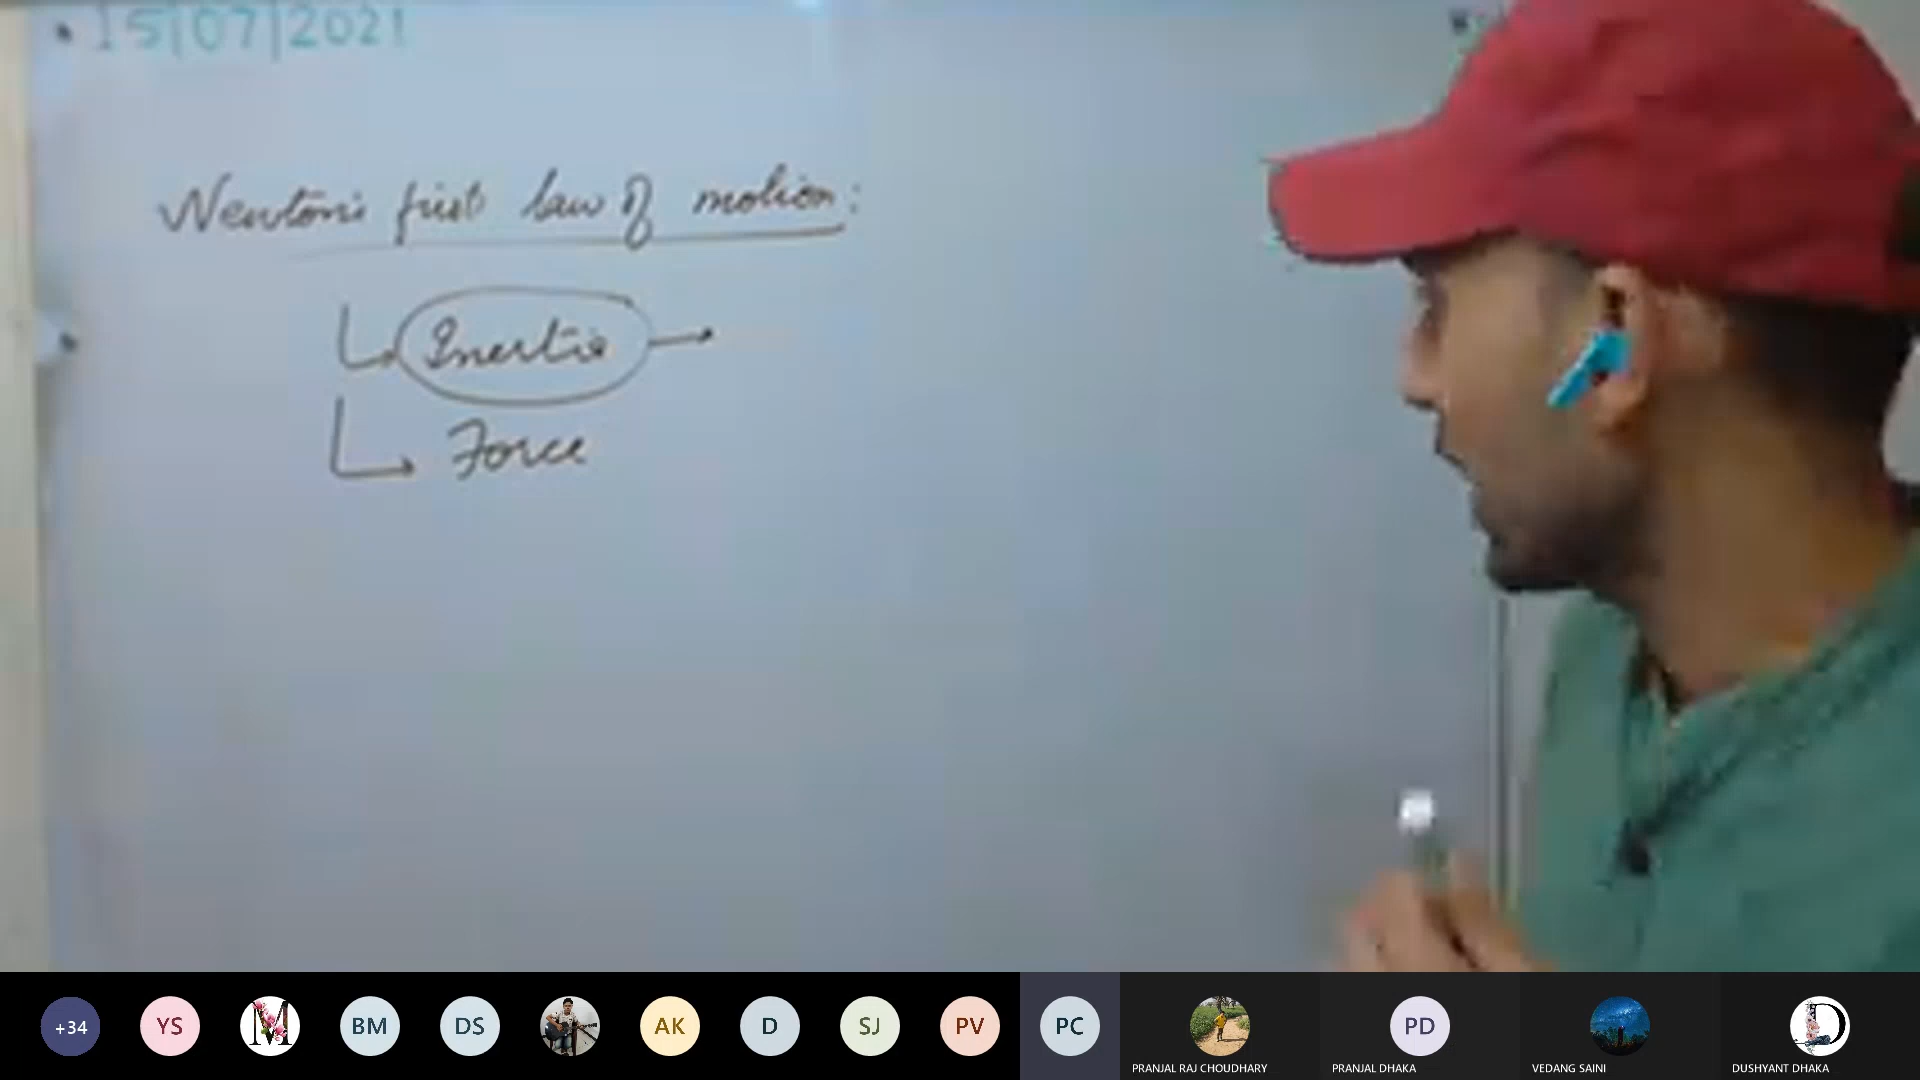 15/07/2021
Newton's first law of motion:
Inertia
Force
+34 YS M BM DS AK D SJ PV PC PD D
PRANJAL RAJ CHOUDHARY PRANJAL DHAKA VEDANG SAINI DUSHYANT DHAKA